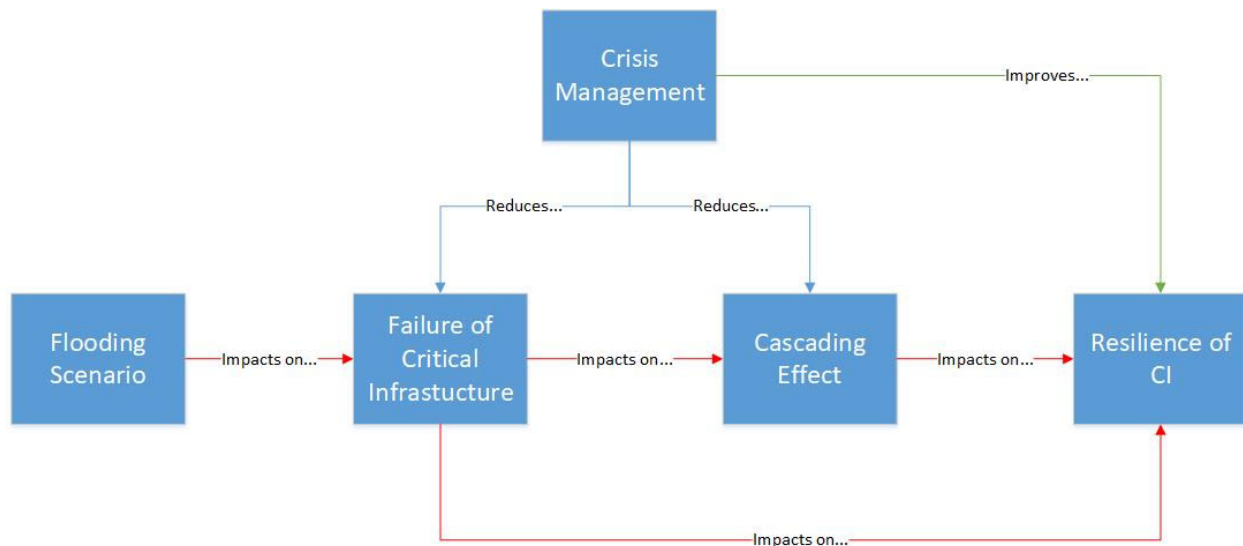 Crisis
Management
Improves...
Reduces...
Reduces...
Flooding
Scenario
Impacts on...
Failure of
Critical
Infrastucture
Impacts on...
Cascading
Effect
Impacts on...
Resilience of
CI
Impacts on...